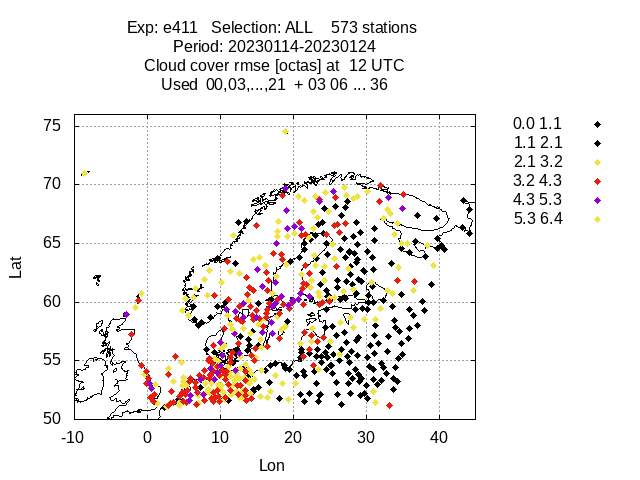 Exp: e411 Selection: ALL 573 stations
Period: 20230114-20230124
Cloud cover rmse [octas] at 12 UTC
Used 00,03,...,21 + 03 06 ... 36
75
70
65
60
55
50
Lat
-10 0 10 20 30 40
Lon
0.0 1.1
1.1 2.1
2.1 3.2
3.2 4.3
4.3 5.3
5.3 6.4